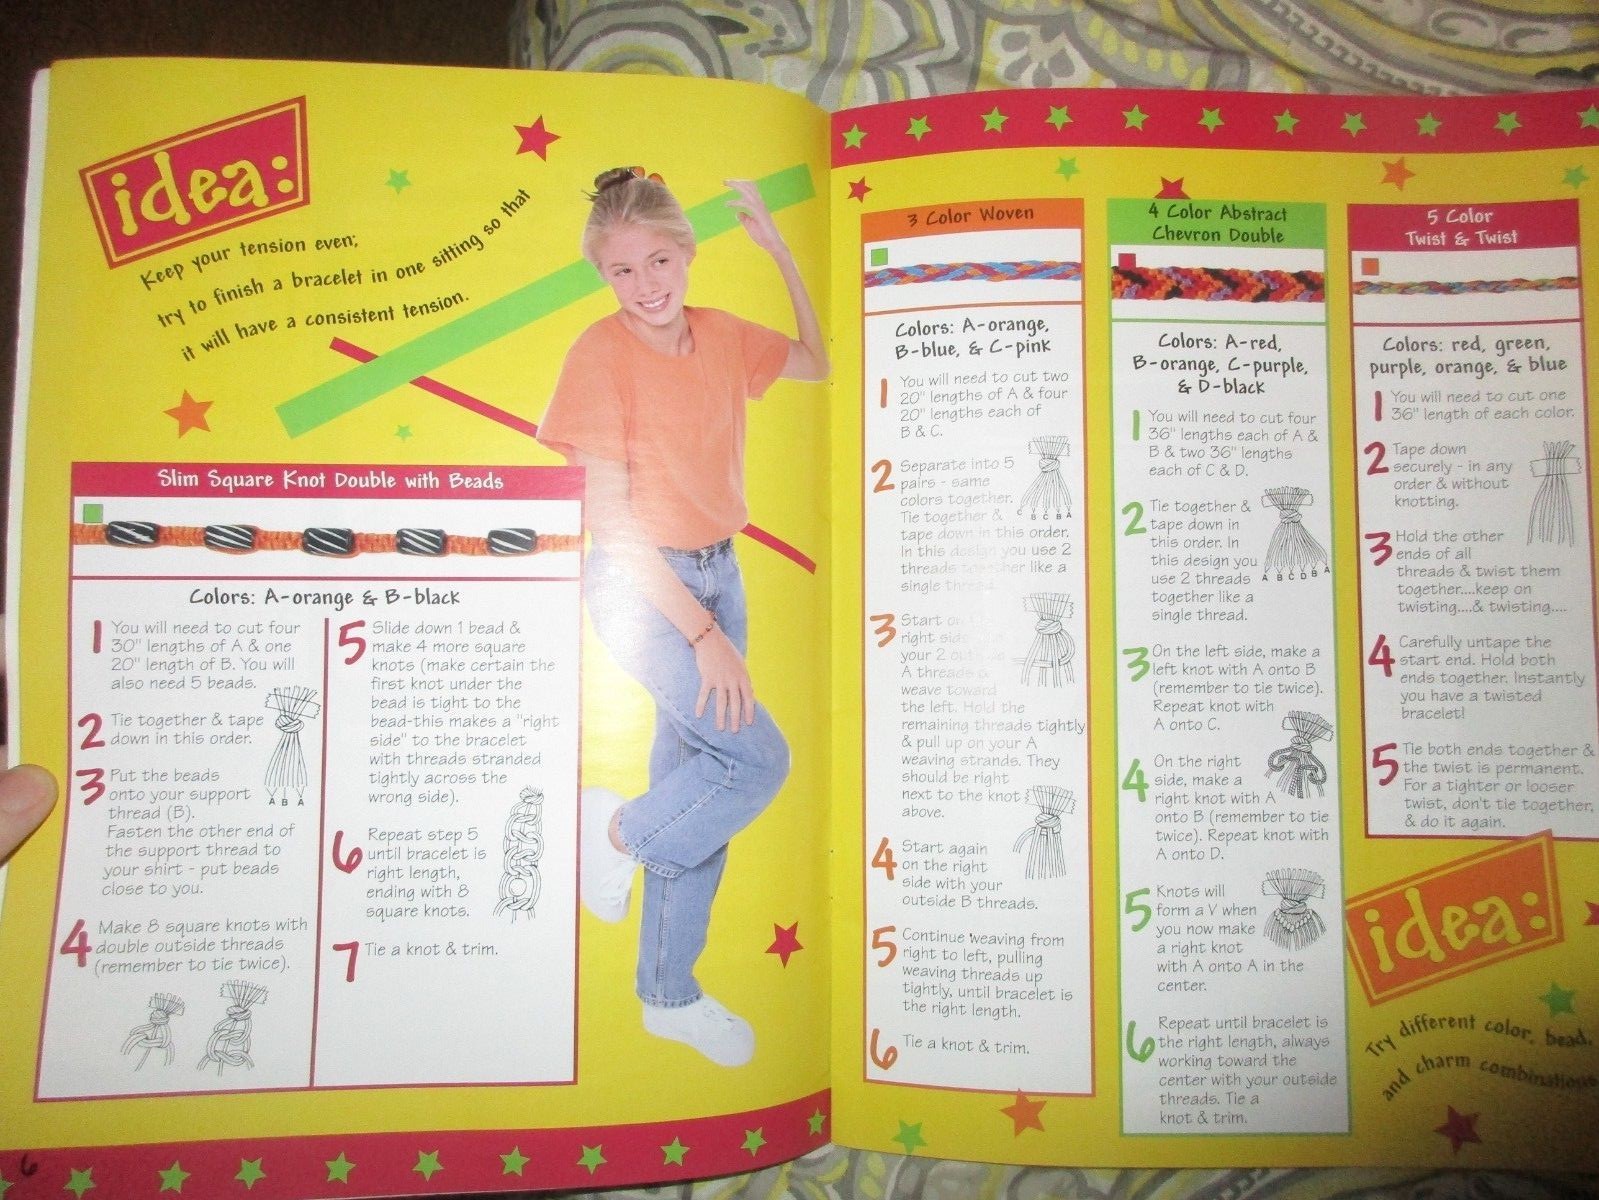 idea:
Keep your tension even;
try to finish a bracelet in one sitting so that
it will have a consistent tension.
Slim Square Knot Double with Beads
Colors: A-orange & B-black
1 You will need to cut four
30" lengths of A & one
20" length of B. You will
also need 5 beads.
2 Tie together & tape
down in this order.
A B A
3 Put the beads
onto your support
thread (B).
Fasten the other end of
the support thread to
your shirt - put beads
close to you.
4 Make 8 square knots with
double outside threads
(remember to tie twice).
5 Slide down 1 bead &
make 4 more square
knots (make certain the
first knot under the
bead is tight to the
bead-this makes a "right
side" to the bracelet
with threads stranded
tightly across the
wrong side).
6 Repeat step 5
until bracelet is
right length,
ending with 8
square knots.
7 Tie a knot & trim.
6
3 Color Woven
Colors: A-orange,
B-blue, & C-pink
1 You will need to cut two
20" lengths of A & four
20" lengths each of
B & C.
2 Separate into 5
pairs - same
colors together.
Tie together &
tape down in this order.
In this design you use 2
threads together like a
single thread.
C B C B A
3 Start on
right side
your 2
A threads &
weave toward
the left. Hold the
remaining threads tightly
& pull up on your A
weaving strands. They
should be right
next to the knot
above.
4 Start again
on the right
side with your
outside B threads.
5 Continue weaving from
right to left, pulling
weaving threads up
tightly, until bracelet is
the right length.
6 Tie a knot & trim.
4 Color Abstract
Chevron Double
Colors: A-red,
B-orange, C-purple,
& D-black
1 You will need to cut four
36" lengths each of A &
B & two 36" lengths
each of C & D.
2 Tie together &
tape down in
this order. In
this design you
use 2 threads
together like a
single thread.
A B C D B A
3 On the left side, make a
left knot with A onto B
(remember to tie twice).
Repeat knot with
A onto C.
4 On the right
side, make a
right knot with A
onto B (remember to tie
twice). Repeat knot with
A onto D.
5 Knots will
form a V when
you now make
a right knot
with A onto A in the
center.
6 Repeat until bracelet is
the right length, always
working toward the
center with your outside
threads. Tie a
knot & trim.
5 Color
Twist & Twist
Colors: red, green,
purple, orange, & blue
1 You will need to cut one
36" length of each color.
2 Tape down
securely - in any
order & without
knotting.
3 Hold the other
ends of all
threads & twist them
together....keep on
twisting....& twisting....
4 Carefully untape the
start end. Hold both
ends together. Instantly
you have a twisted
bracelet!
5 Tie both ends together &
the twist is permanent.
For a tighter or looser
twist, don't tie together,
& do it again.
idea:
Try different color, bead,
and charm combinations